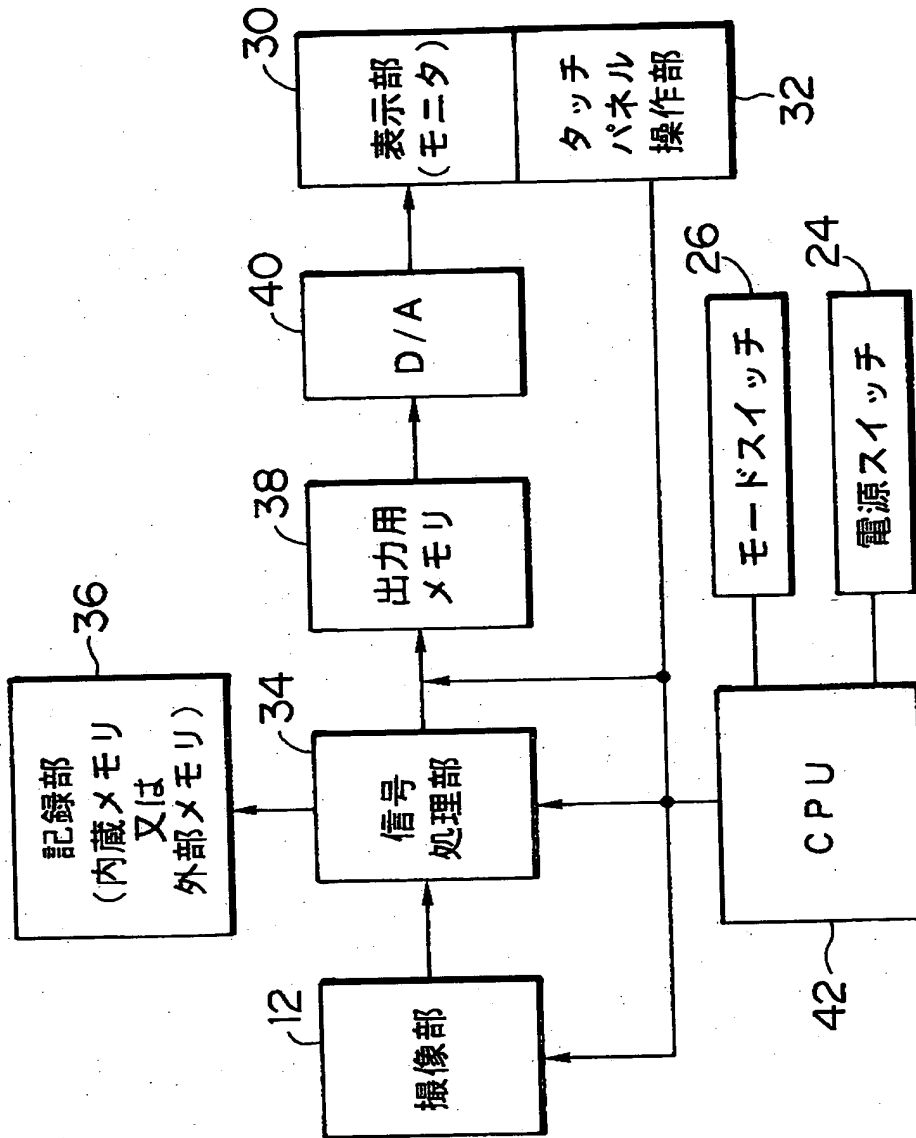 12
撮像部
34
信号
処理部
36
記録部
(内蔵メモリ
又は
外部メモリ)
38
出力用
メモリ
40
D/A
30
表示部
(モニタ)
タッチ
パネル
操作部
32
42
CPU
26
モードスイッチ
24
電源スイッチ